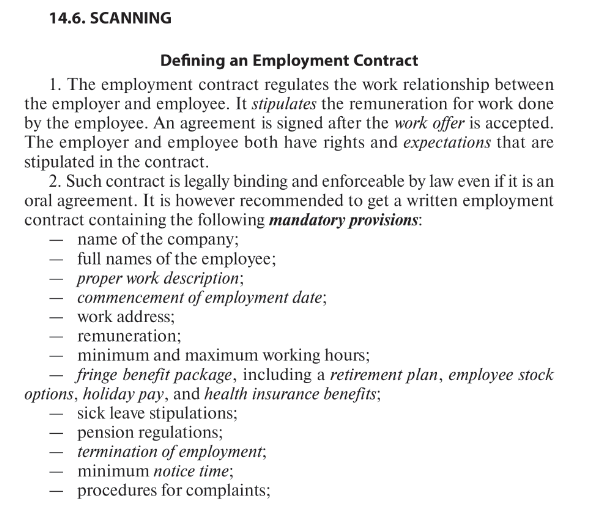 14.6. SCANNING
Defining an Employment Contract
1. The employment contract regulates the work relationship between
the employer and employee. It stipulates the remuneration for work done
by the employee. An agreement is signed after the work offer is accepted.
The employer and employee both have rights and expectations that are
stipulated in the contract.
2. Such contract is legally binding and enforceable by law even if it is an
oral agreement. It is however recommended to get a written employment
contract containing the following mandatory provisions:
— name of the company;
— full names of the employee;
— proper work description;
— commencement of employment date;
— work address;
— remuneration;
— minimum and maximum working hours;
— fringe benefit package, including a retirement plan, employee stock
options, holiday pay, and health insurance benefits;
— sick leave stipulations;
— pension regulations;
— termination of employment;
— minimum notice time;
— procedures for complaints;